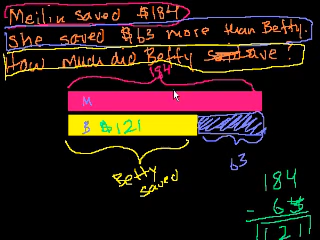 Meilin saved $184
She saved $63 more than Betty.
How much did Betty save?
184
M
B $121
63
Betty
saved
184
- 63
121